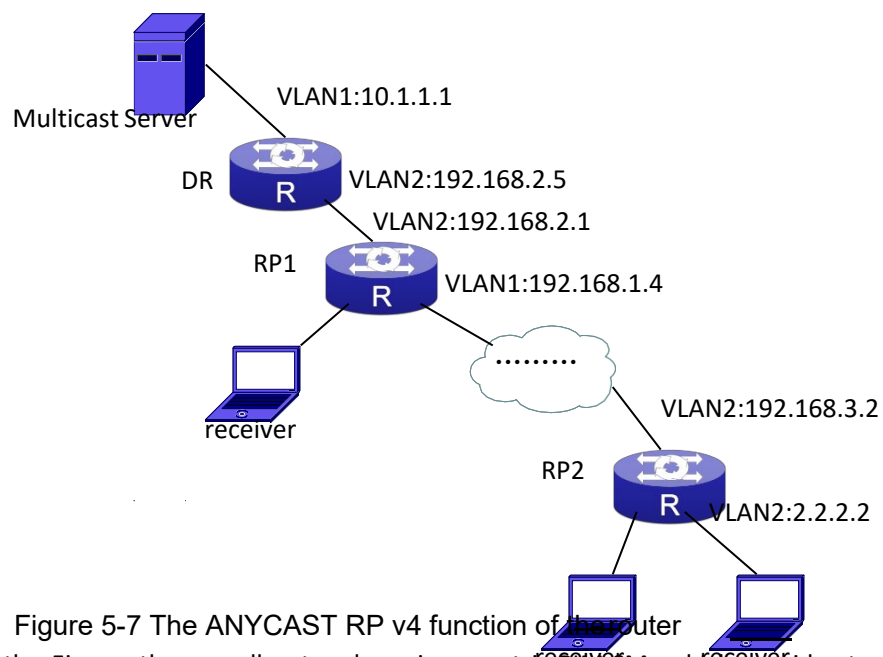 VLAN1:10.1.1.1
Multicast Server
DR
VLAN2:192.168.2.5
R
VLAN2:192.168.2.1
RP1
VLAN1:192.168.1.4
R
.........
receiver
VLAN2:192.168.3.2
RP2
R
VLAN2:2.2.2.2
Figure 5-7 The ANYCAST RP v4 function of the router
receiver
receiver